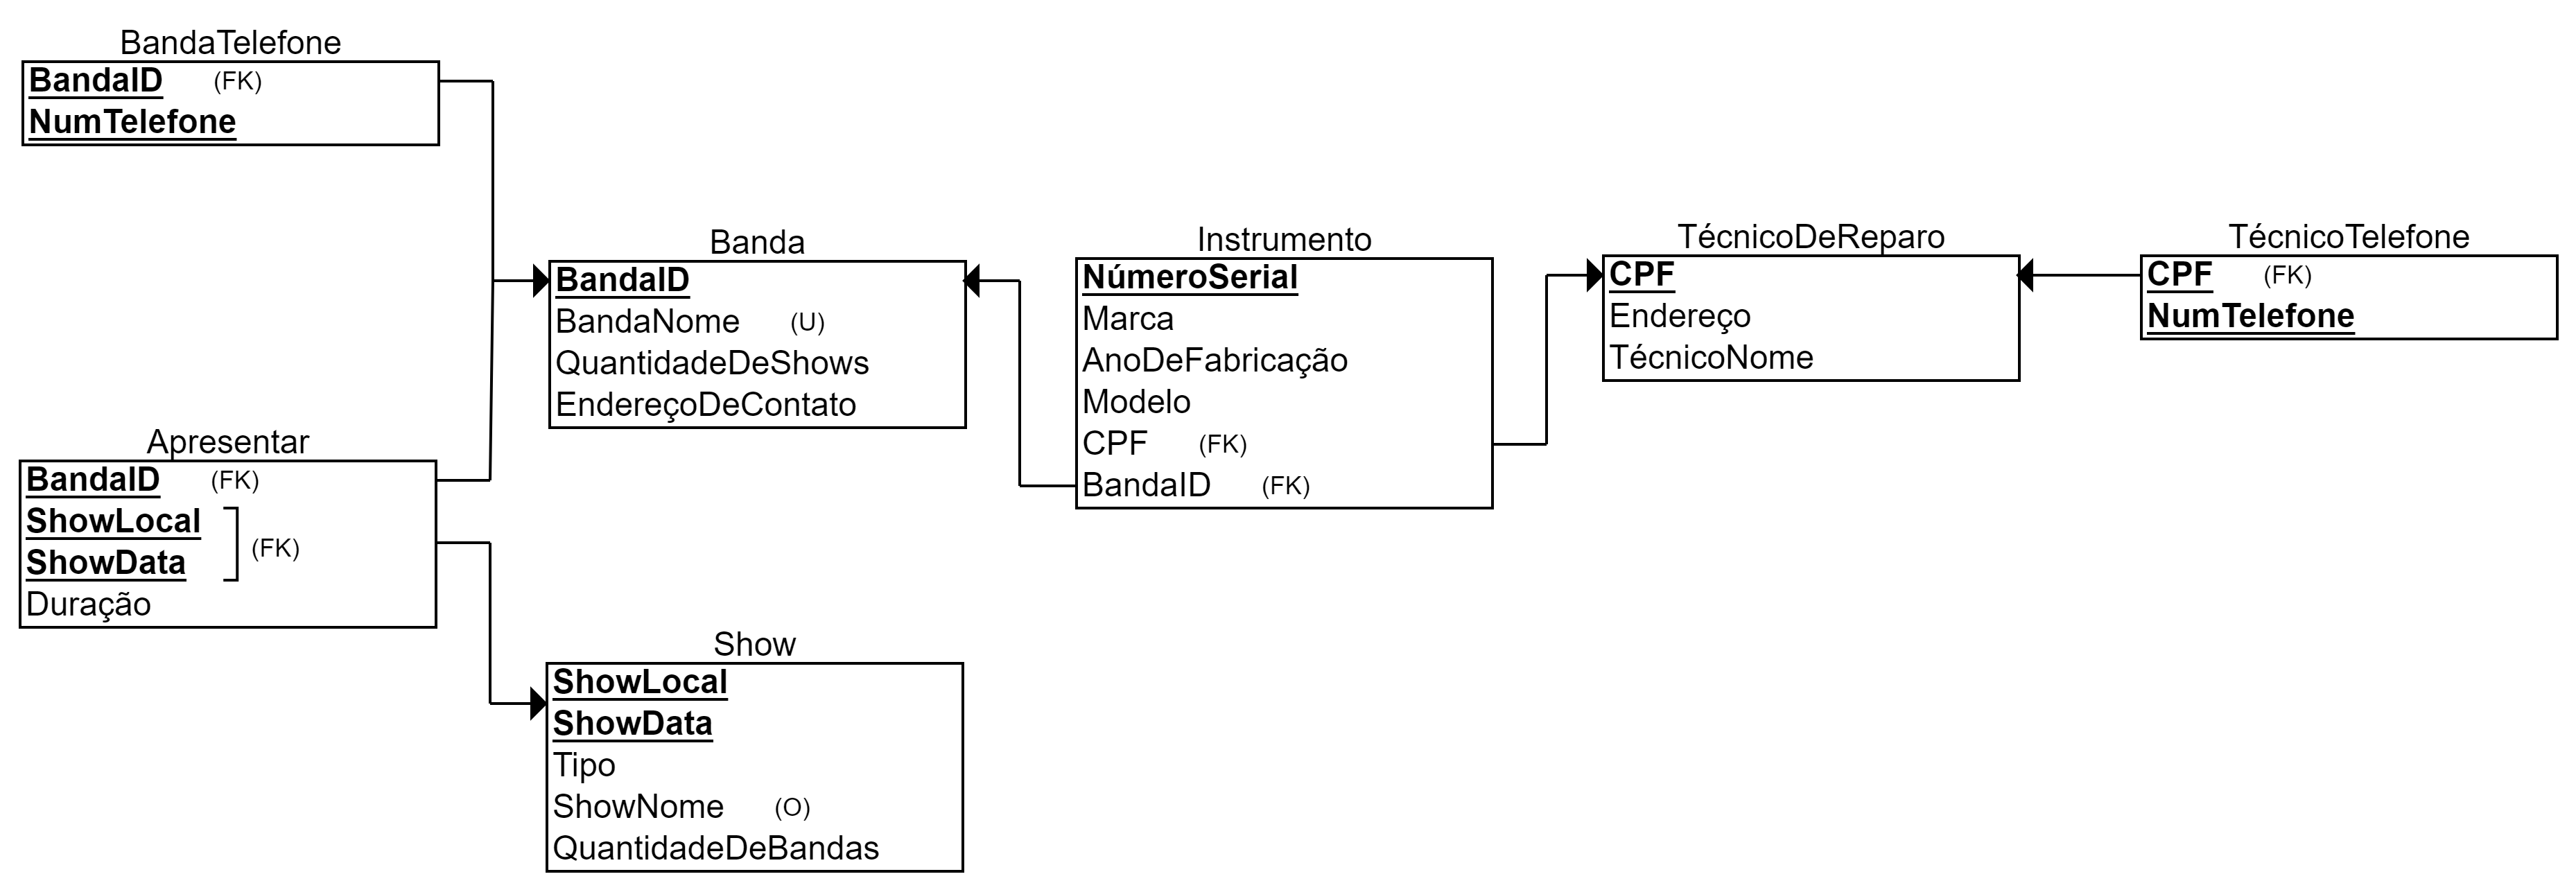 BandaTelefone
BandaID (FK)
NumTelefone
Banda
BandaID
BandaNome (U)
QuantidadeDeShows
EndereçoDeContato
Instrumento
NúmeroSerial
Marca
AnoDeFabricação
Modelo
CPF (FK)
BandaID (FK)
TécnicoDeReparo
CPF
Endereço
TécnicoNome
TécnicoTelefone
CPF (FK)
NumTelefone
Apresentar
BandaID (FK)
ShowLocal
ShowData
(FK)
Duração
Show
ShowLocal
ShowData
Tipo
ShowNome (O)
QuantidadeDeBandas